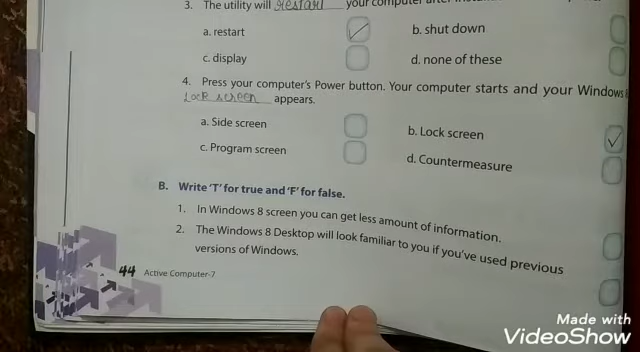 3. The utility will restart your computer after
a. restart
b. shut down
c. display
d. none of these
4. Press your computer's Power button. Your computer starts and your Windows
Lock screen appears.
a. Side screen
b. Lock screen
c. Program screen
d. Countermeasure
B. Write 'T' for true and 'F' for false.
1. In Windows 8 screen you can get less amount of information.
2. The Windows 8 Desktop will look familiar to you if you've used previous
versions of Windows.
44 Active Computer-7
Made with
VideoShow